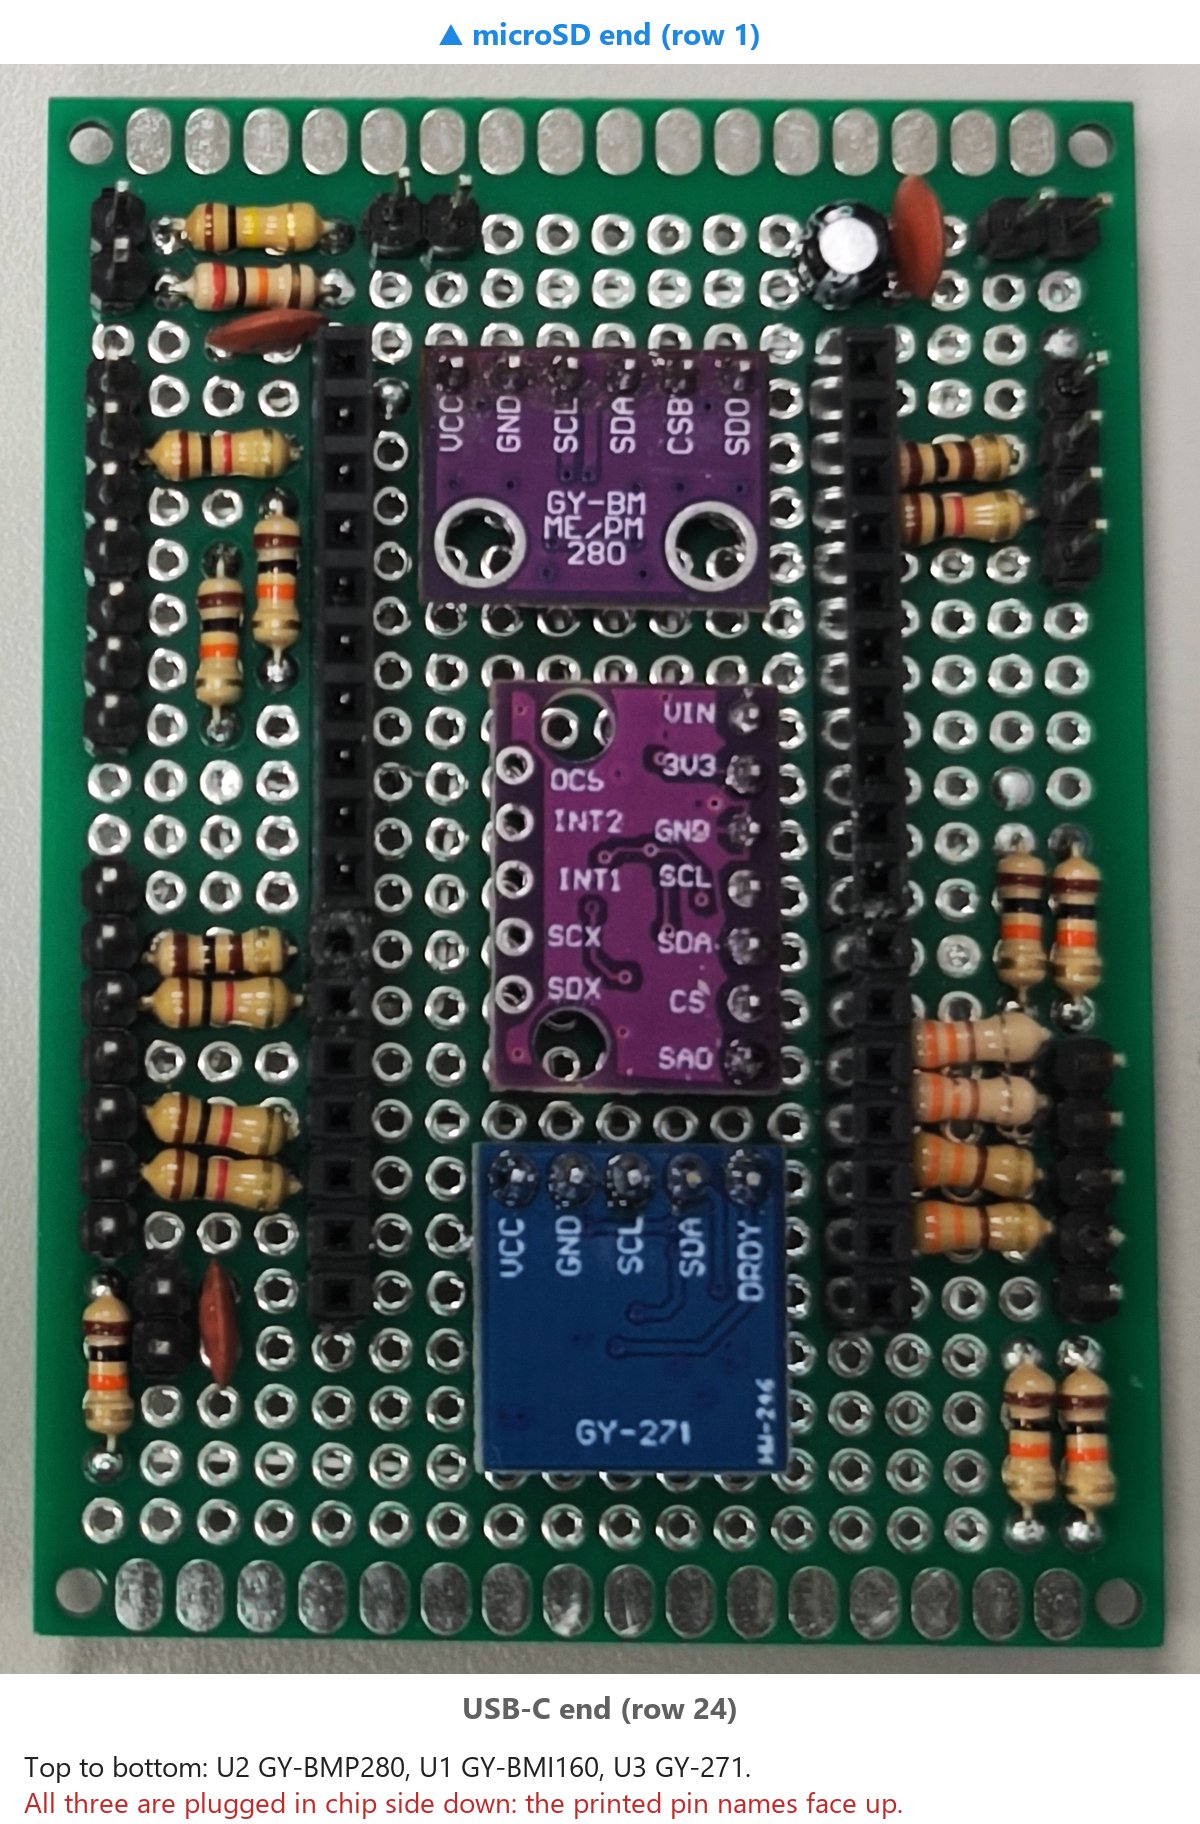 ▲ microSD end (row 1)
VCC GND SCL SDA CSB SDO
GY-BM
ME/PM
280
VIN
3V3
OCS
INT2
GND
INT1
SCL
SCX
SDA
SDX
CS
SAO
VCC GND SCL SDA DRDY
GY-271
HW-246
USB-C end (row 24)
Top to bottom: U2 GY-BMP280, U1 GY-BMI160, U3 GY-271.
All three are plugged in chip side down: the printed pin names face up.